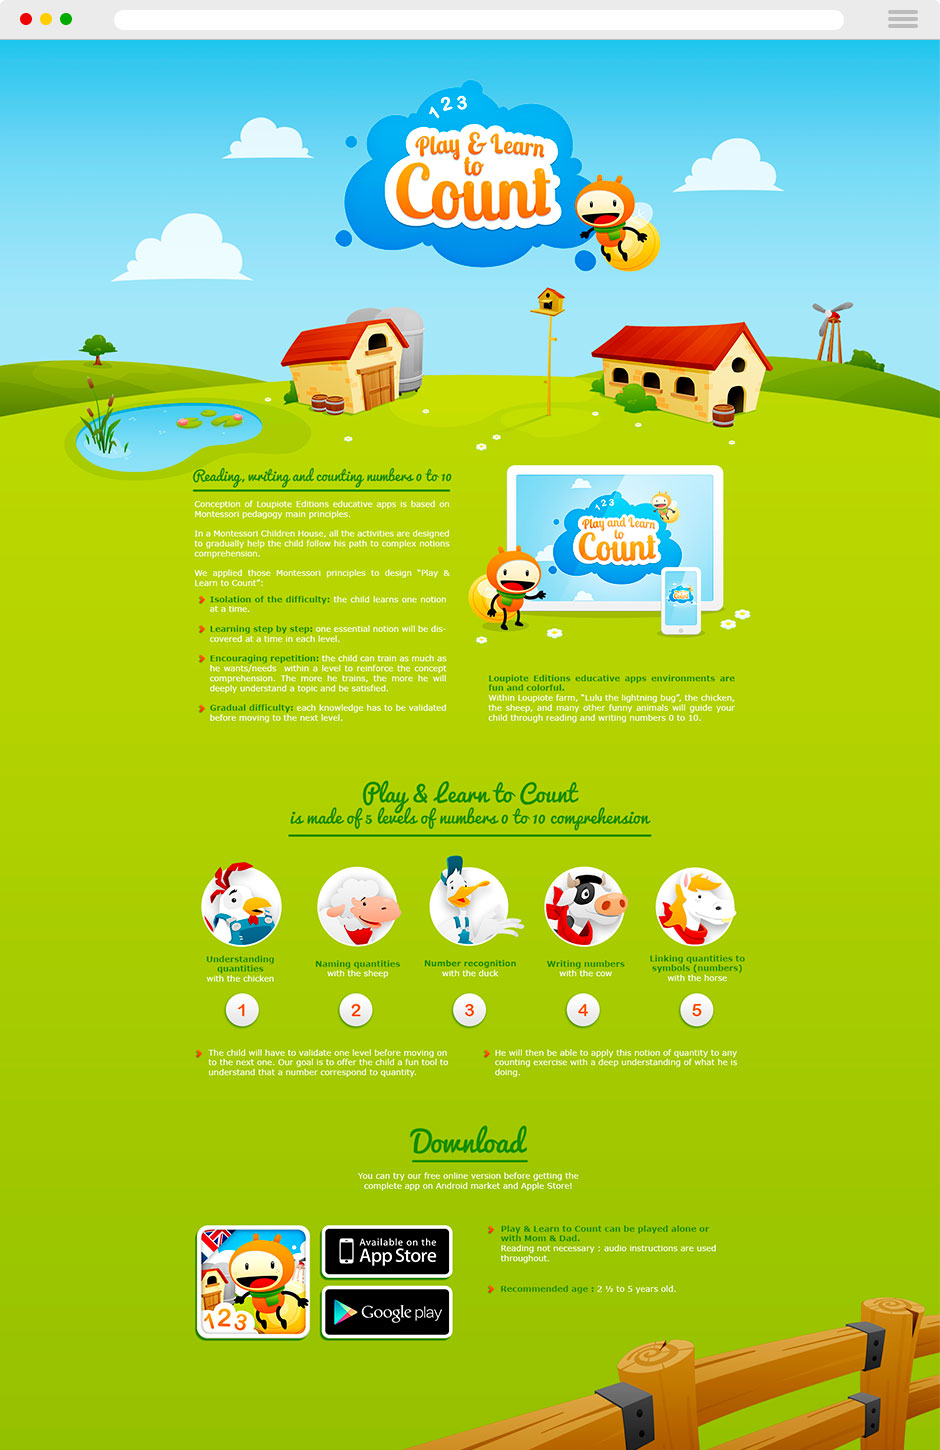 123
Play & Learn
to
Count
Reading, writing and counting numbers 0 to 10
Conception of Loupiote Editions educative apps is based on
Montessori pedagogy main principles.
In a Montessori Children House, all the activities are designed
to gradually help the child follow his path to complex notions
comprehension.
We applied those Montessori principles to design "Play &
Learn to Count":
Isolation of the difficulty: the child learns one notion
at a time.
Learning step by step: one essential notion will be dis-
covered at a time in each level.
Encouraging repetition: the child can train as much as
he wants/needs within a level to reinforce the concept
comprehension. The more he trains, the more he will
deeply understand a topic and be satisfied.
Gradual difficulty: each knowledge has to be validated
before moving to the next level.
123
Play and Learn
to
Count
Count
Loupiote Editions educative apps environments are
fun and colorful.
Within Loupiote farm, "Lulu the lightning bug", the chicken,
the sheep, and many other funny animals will guide your
child through reading and writing numbers 0 to 10.
Play & Learn to Count
is made of 5 levels of numbers 0 to 10 comprehension
Understanding
quantities
with the chicken
Naming quantities
with the sheep
Number recognition
with the duck
Writing numbers
with the cow
Linking quantities to
symbols (numbers)
with the horse
1
2
3
4
5
The child will have to validate one level before moving on
to the next one. Our goal is to offer the child a fun tool to
understand that a number correspond to quantity.
He will then be able to apply this notion of quantity to any
counting exercise with a deep understanding of what he is
doing.
Download
You can try our free online version before getting the
complete app on Android market and Apple Store!
123
Available on the
App Store
Google play
Play & Learn to Count can be played alone or
with Mom & Dad.
Reading not necessary : audio instructions are used
throughout.
Recommended age : 2 ½ to 5 years old.